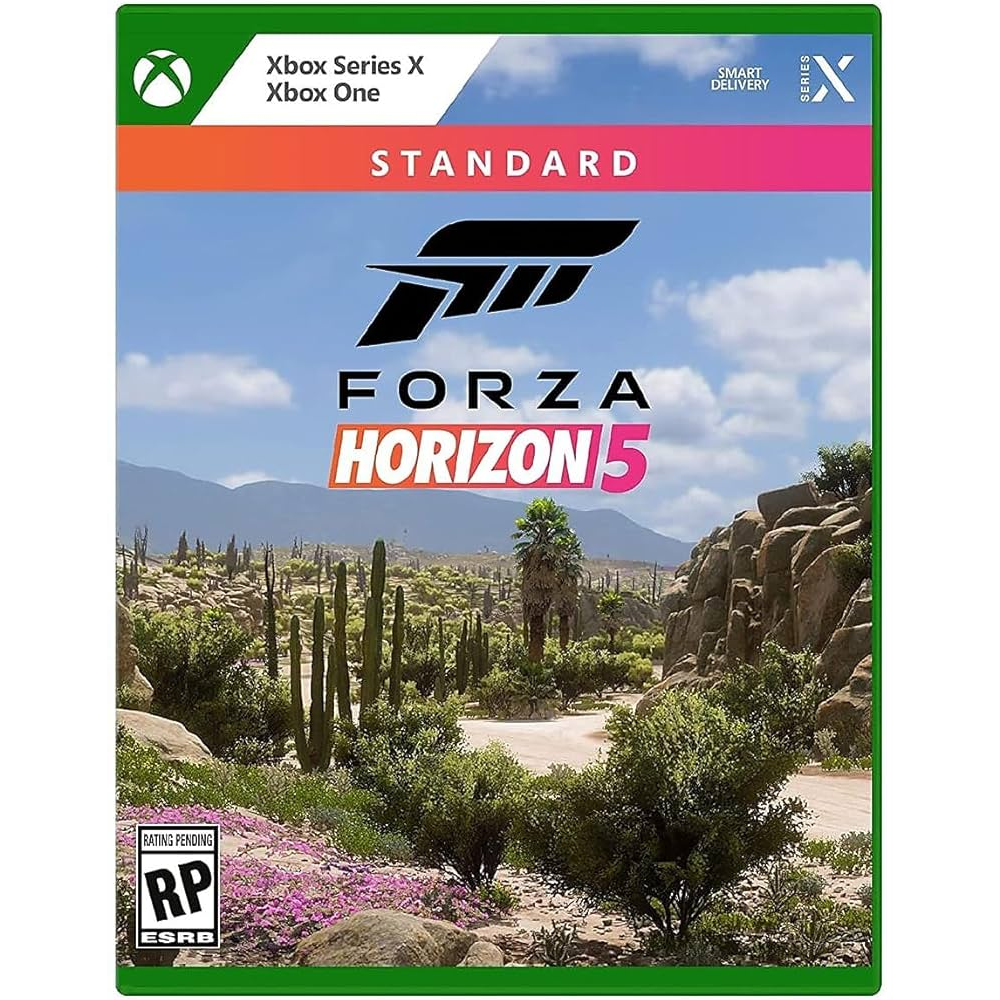 Xbox Series X
Xbox One
SMART
DELIVERY
SERIES X
STANDARD
FORZA
HORIZON 5
RATING PENDING
RP
ESRB